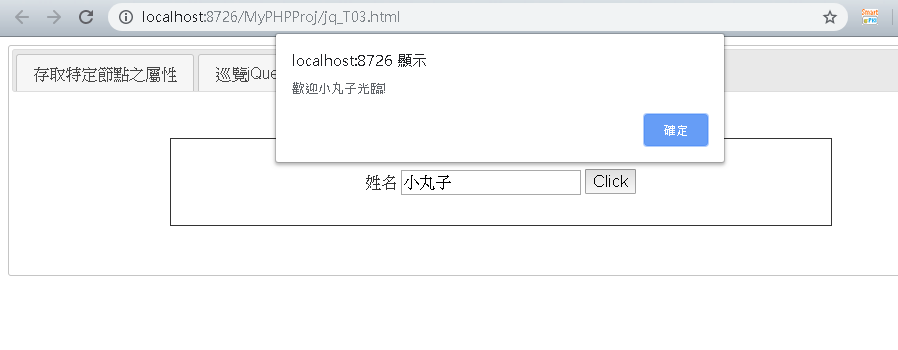 localhost:8726/MyPHPProj/jq_T03.html
Smart
localhost:8726 顯示
歡迎小丸子光臨!
確定
存取特定節點之屬性
巡覽jQue
姓名 小丸子 Click